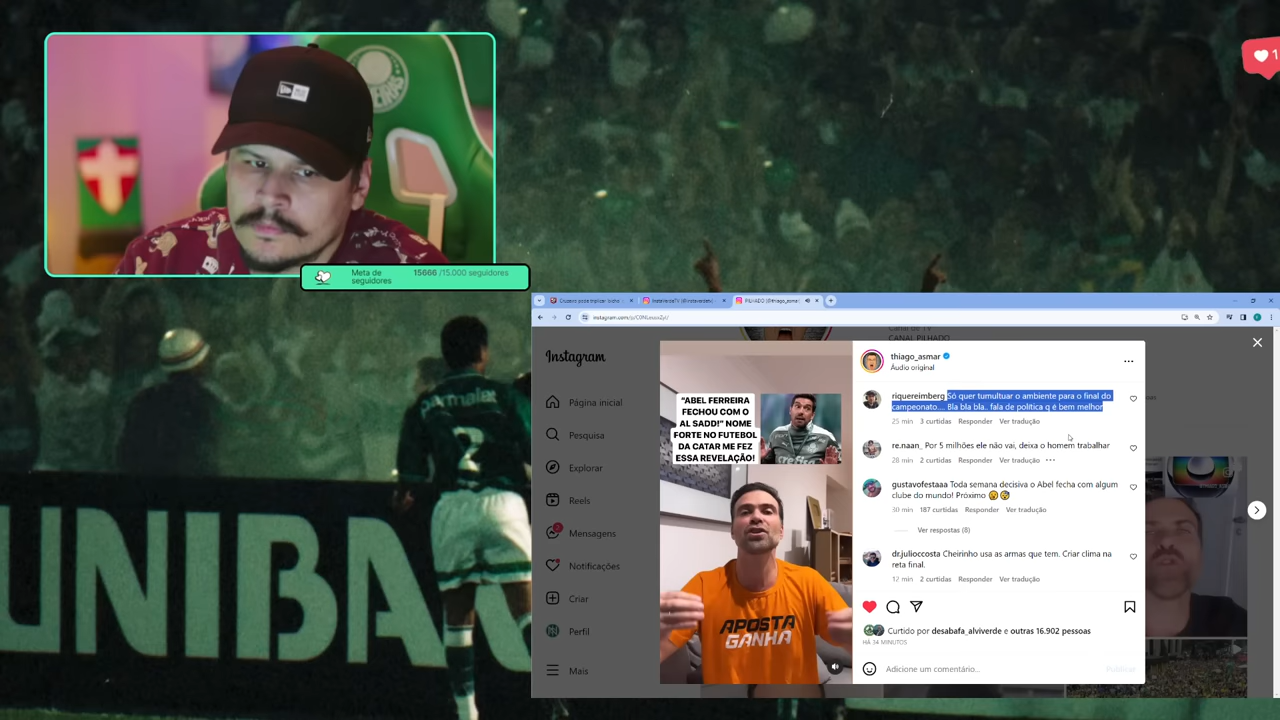 Meta de
seguidores
15666 /15.000 seguidores
1
parmalat
UNIBA
instagram.com/p/C0NLousuZyI/
Instagram
Página inicial
Pesquisa
Explorar
Reels
Mensagens
Notificações
Criar
Perfil
Mais
CANAL PILHADO
"ABEL FERREIRA
FECHOU COM O
AL SADD!" NOME
FORTE NO FUTEBOL
DA CATAR ME FEZ
ESSA REVELAÇÃO!
APOSTA
GANHA
thiago_asmar
Áudio original
riquereimberg Só quer tumultuar o ambiente para o final do
campeonato.... Bla bla bla.. fala de política q é bem melhor
25 min 3 curtidas Responder Ver tradução
re.naan_ Por 5 milhões ele não vai, deixa o homem trabalhar
28 min 2 curtidas Responder Ver tradução
gustavofestaaa Toda semana decisiva o Abel fecha com algum
clube do mundo! Próximo 😮😴
30 min 187 curtidas Responder Ver tradução
Ver respostas (8)
dr.julioccosta Cheirinho usa as armas que tem. Criar clima na
reta final.
17 min 2 curtidas Responder Ver tradução
Curtido por desabafa_alviverde e outras 16.902 pessoas
HÁ 34 MINUTOS
Adicione um comentário...
Publicar